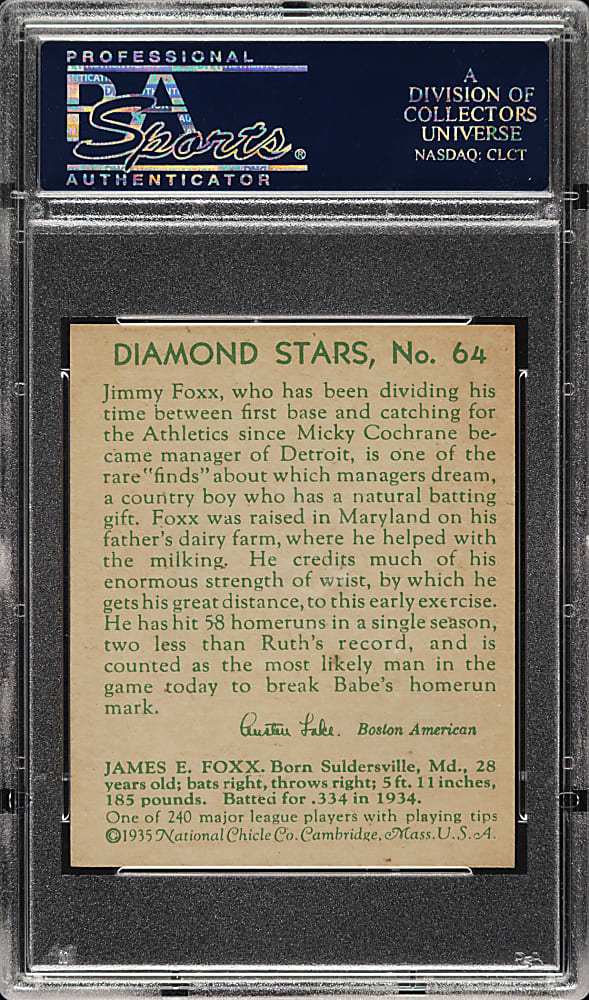 PROFESSIONAL
PSA
Sports®
AUTHENTICATOR
A
DIVISION OF
COLLECTORS
UNIVERSE
NASDAQ: CLCT
DIAMOND STARS, No. 64
Jimmy Foxx, who has been dividing his
time between first base and catching for
the Athletics since Micky Cochrane be-
came manager of Detroit, is one of the
rare "finds" about which managers dream,
a country boy who has a natural batting
gift. Foxx was raised in Maryland on his
father's dairy farm, where he helped with
the milking. He credits much of his
enormous strength of wrist, by which he
gets his great distance, to this early exercise.
He has hit 58 homeruns in a single season,
two less than Ruth's record, and is
counted as the most likely man in the
game today to break Babe's homerun
mark.
Austen Lake. Boston American
JAMES E. FOXX. Born Suldersville, Md., 28
years old; bats right, throws right; 5 ft. 11 inches,
185 pounds. Batted for .334 in 1934.
One of 240 major league players with playing tips
©1935 National Chicle Co. Cambridge, Mass. U.S.A.
PSA